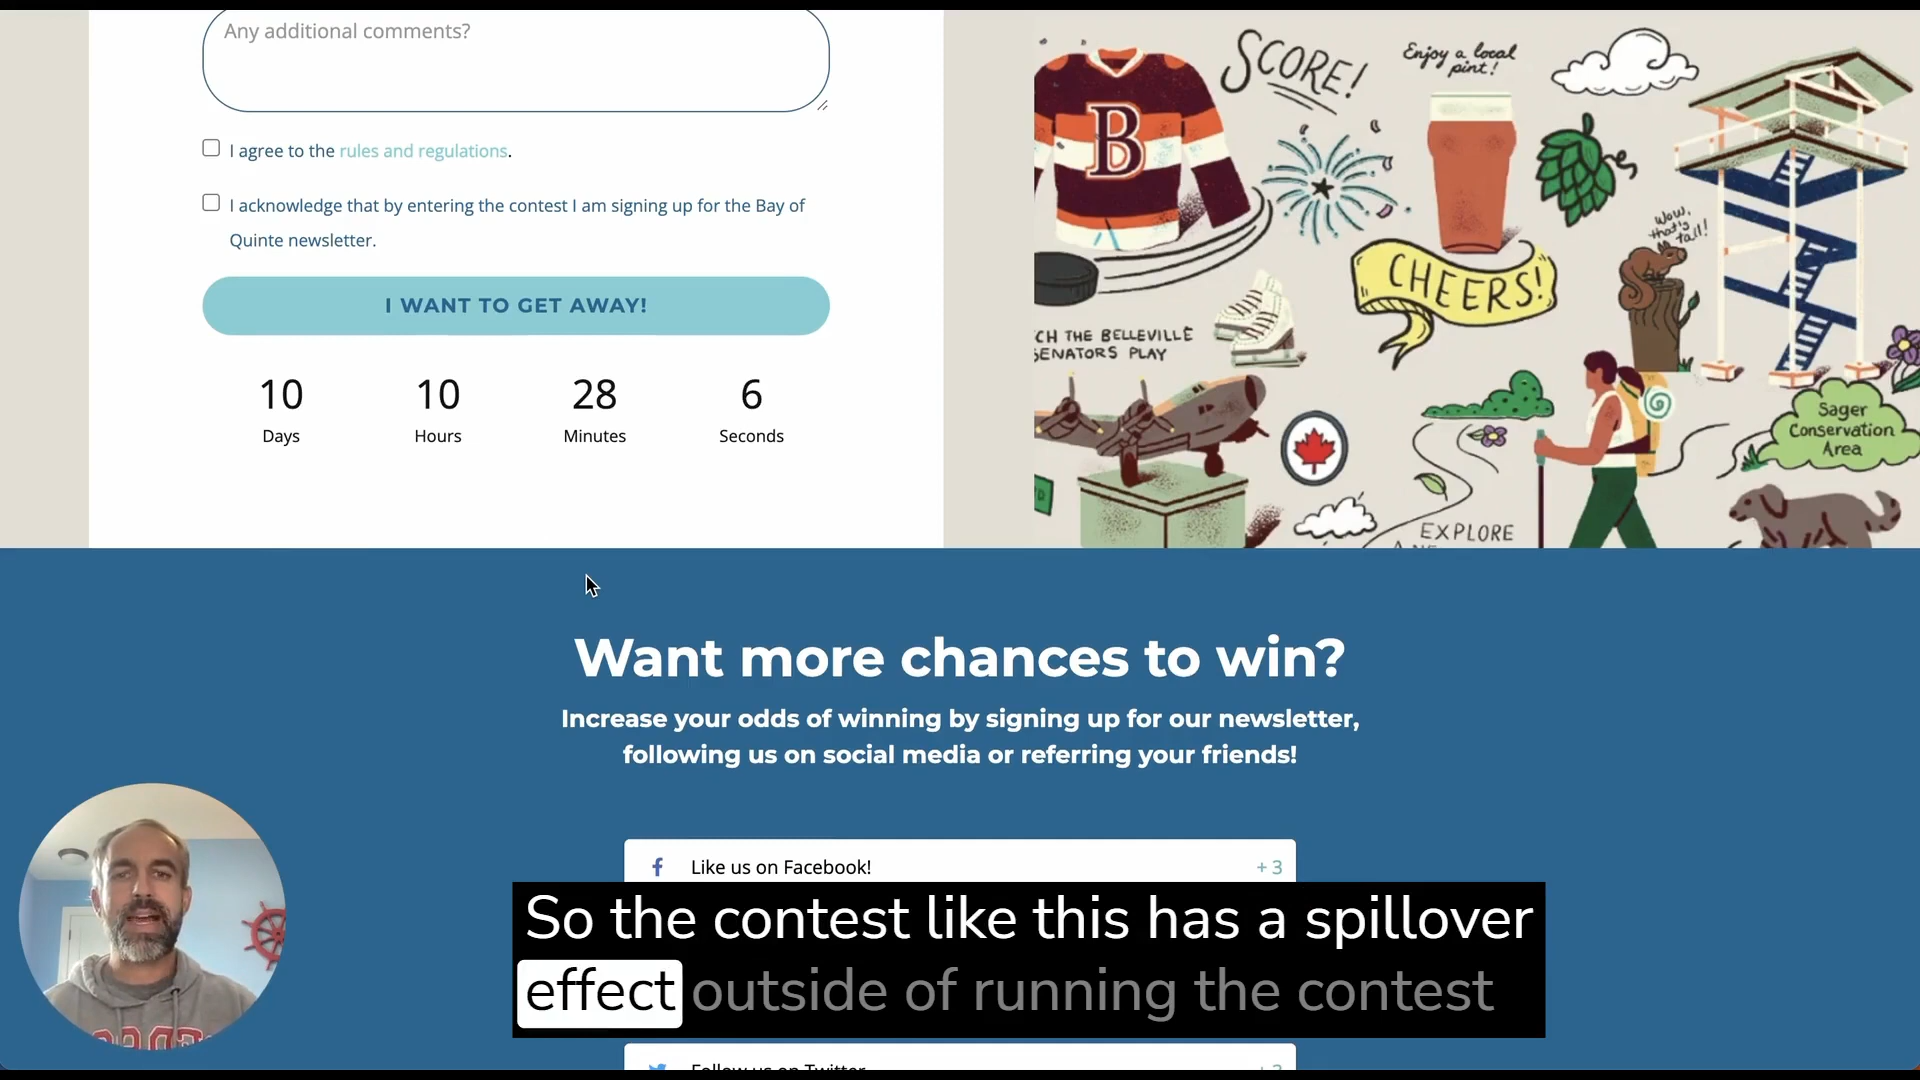 Any additional comments?
I agree to the rules and regulations.
I acknowledge that by entering the contest I am signing up for the Bay of
Quinte newsletter.
I WANT TO GET AWAY!
10
10
28
6
Days
Hours
Minutes
Seconds
SCORE!
Enjoy a local
pint!
B
CHEERS!
Wow,
that's
tall!
CH THE BELLEVILLE
SENATORS PLAY
Sager
Conservation
Area
EXPLORE
Want more chances to win?
Increase your odds of winning by signing up for our newsletter,
following us on social media or referring your friends!
Like us on Facebook!
+ 3
So the contest like this has a spillover
effect outside of running the contest
Follow us on Twitter